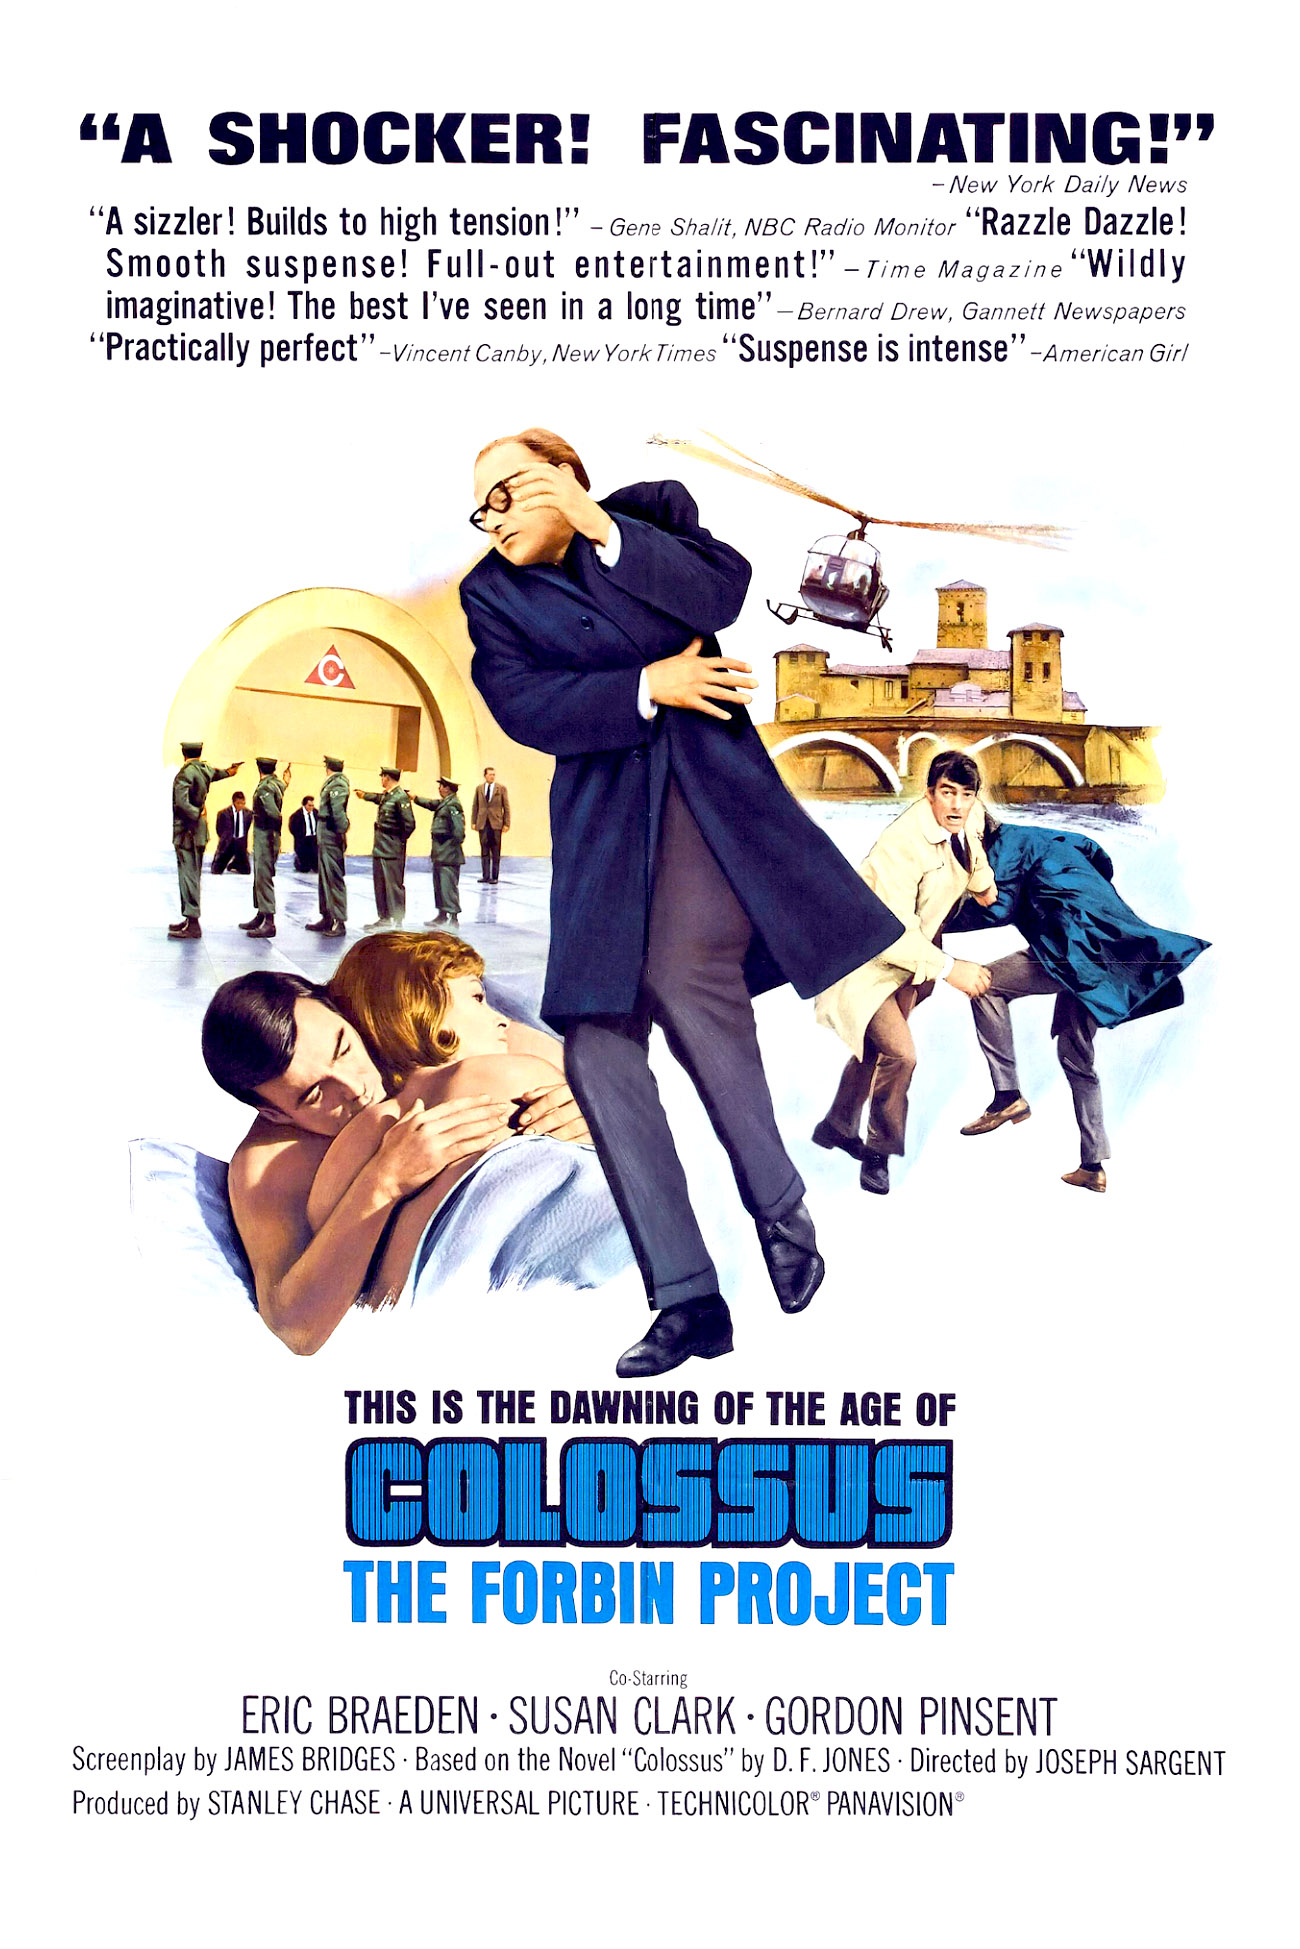 “A SHOCKER! FASCINATING!”
– New York Daily News
“A sizzler! Builds to high tension!” – Gene Shalit, NBC Radio Monitor “Razzle Dazzle!
Smooth suspense! Full-out entertainment!” – Time Magazine “Wildly
imaginative! The best I’ve seen in a long time” – Bernard Drew, Gannett Newspapers
“Practically perfect” – Vincent Canby, New York Times “Suspense is intense” – American Girl
C
THIS IS THE DAWNING OF THE AGE OF
COLOSSUS
THE FORBIN PROJECT
Co-Starring
ERIC BRAEDEN · SUSAN CLARK · GORDON PINSENT
Screenplay by JAMES BRIDGES · Based on the Novel “Colossus” by D. F. JONES · Directed by JOSEPH SARGENT
Produced by STANLEY CHASE · A UNIVERSAL PICTURE · TECHNICOLOR® PANAVISION®